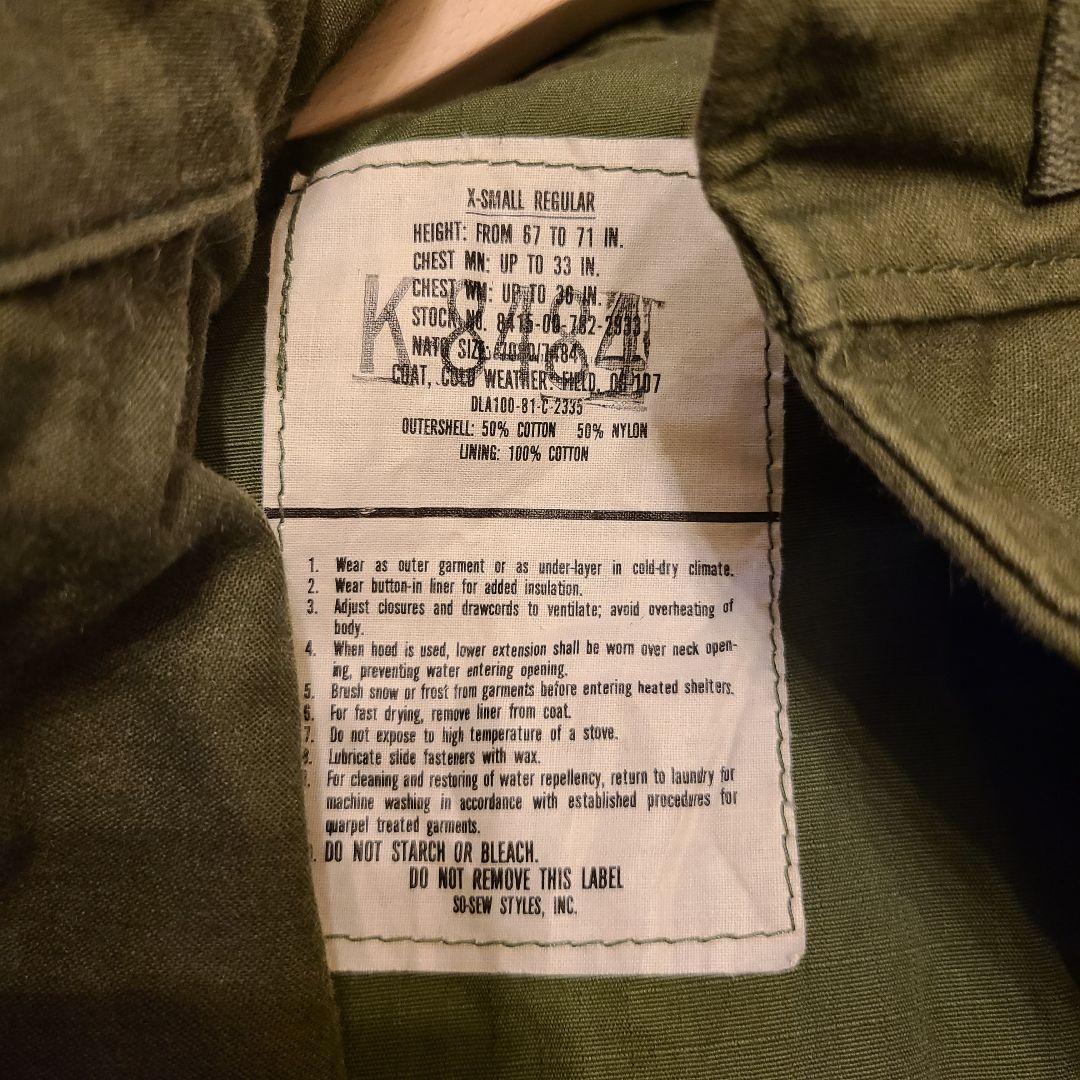 X-SMALL REGULAR
HEIGHT: FROM 67 TO 71 IN.
CHEST MN: UP TO 33 IN.
CHEST WM: UP TO 36 IN.
K 8484
STOCK NO. 8415-00-782-2933
NATO SIZE:
COAT, COLD WEATHER: FIELD, OG 107
DLA100-81-C-2335
OUTERSHELL: 50% COTTON 50% NYLON
LINING: 100% COTTON
1. Wear as outer garment or as under-layer in cold-dry climate.
2. Wear button-in liner for added insulation.
3. Adjust closures and drawcords to ventilate; avoid overheating of
body.
4. When hood is used, lower extension shall be worn over neck open-
ing, preventing water entering opening.
5. Brush snow or frost from garments before entering heated shelters.
6. For fast drying, remove liner from coat.
7. Do not expose to high temperature of a stove.
8. Lubricate slide fasteners with wax.
For cleaning and restoring of water repellency, return to laundry for
machine washing in accordance with established procedures for
quarpel treated garments.
DO NOT STARCH OR BLEACH.
DO NOT REMOVE THIS LABEL
SO-SEW STYLES, INC.